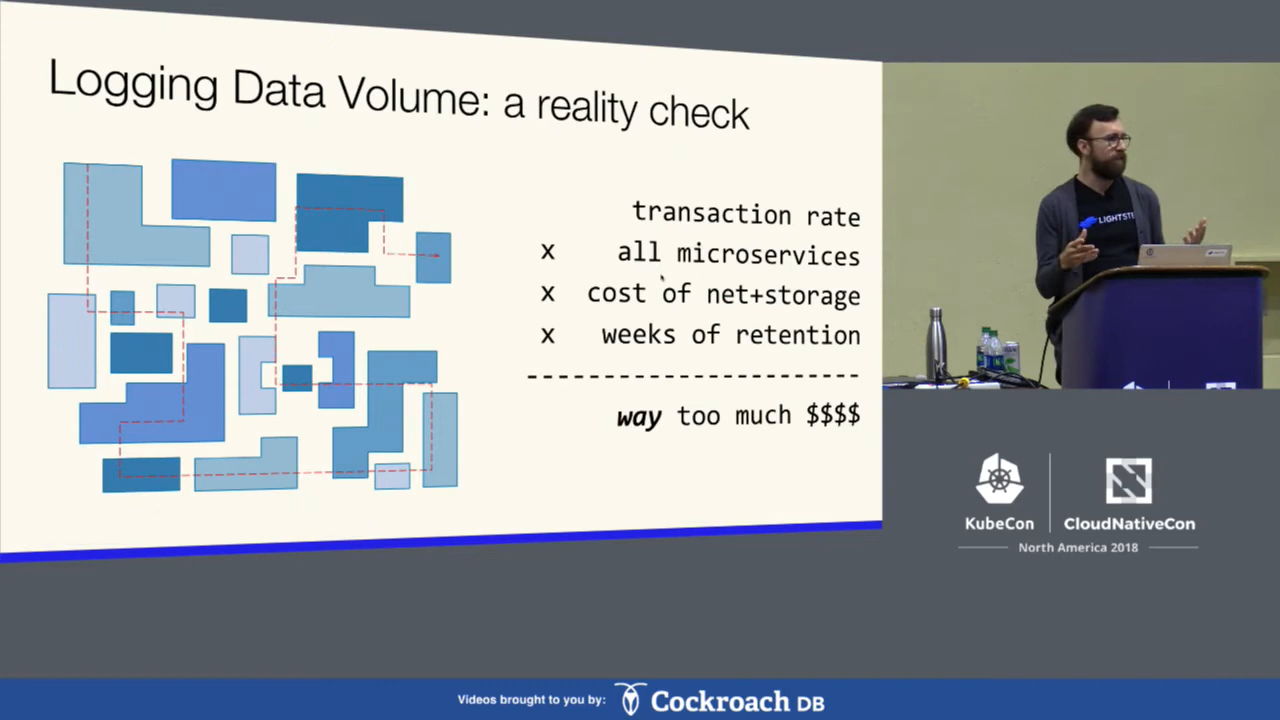 Logging Data Volume: a reality check
transaction rate
x all microservices
x cost of net+storage
x weeks of retention
-----------------------
way too much $$$$
LIGHTSTE
KubeCon
CloudNativeCon
North America 2018
Videos brought to you by: Cockroach DB